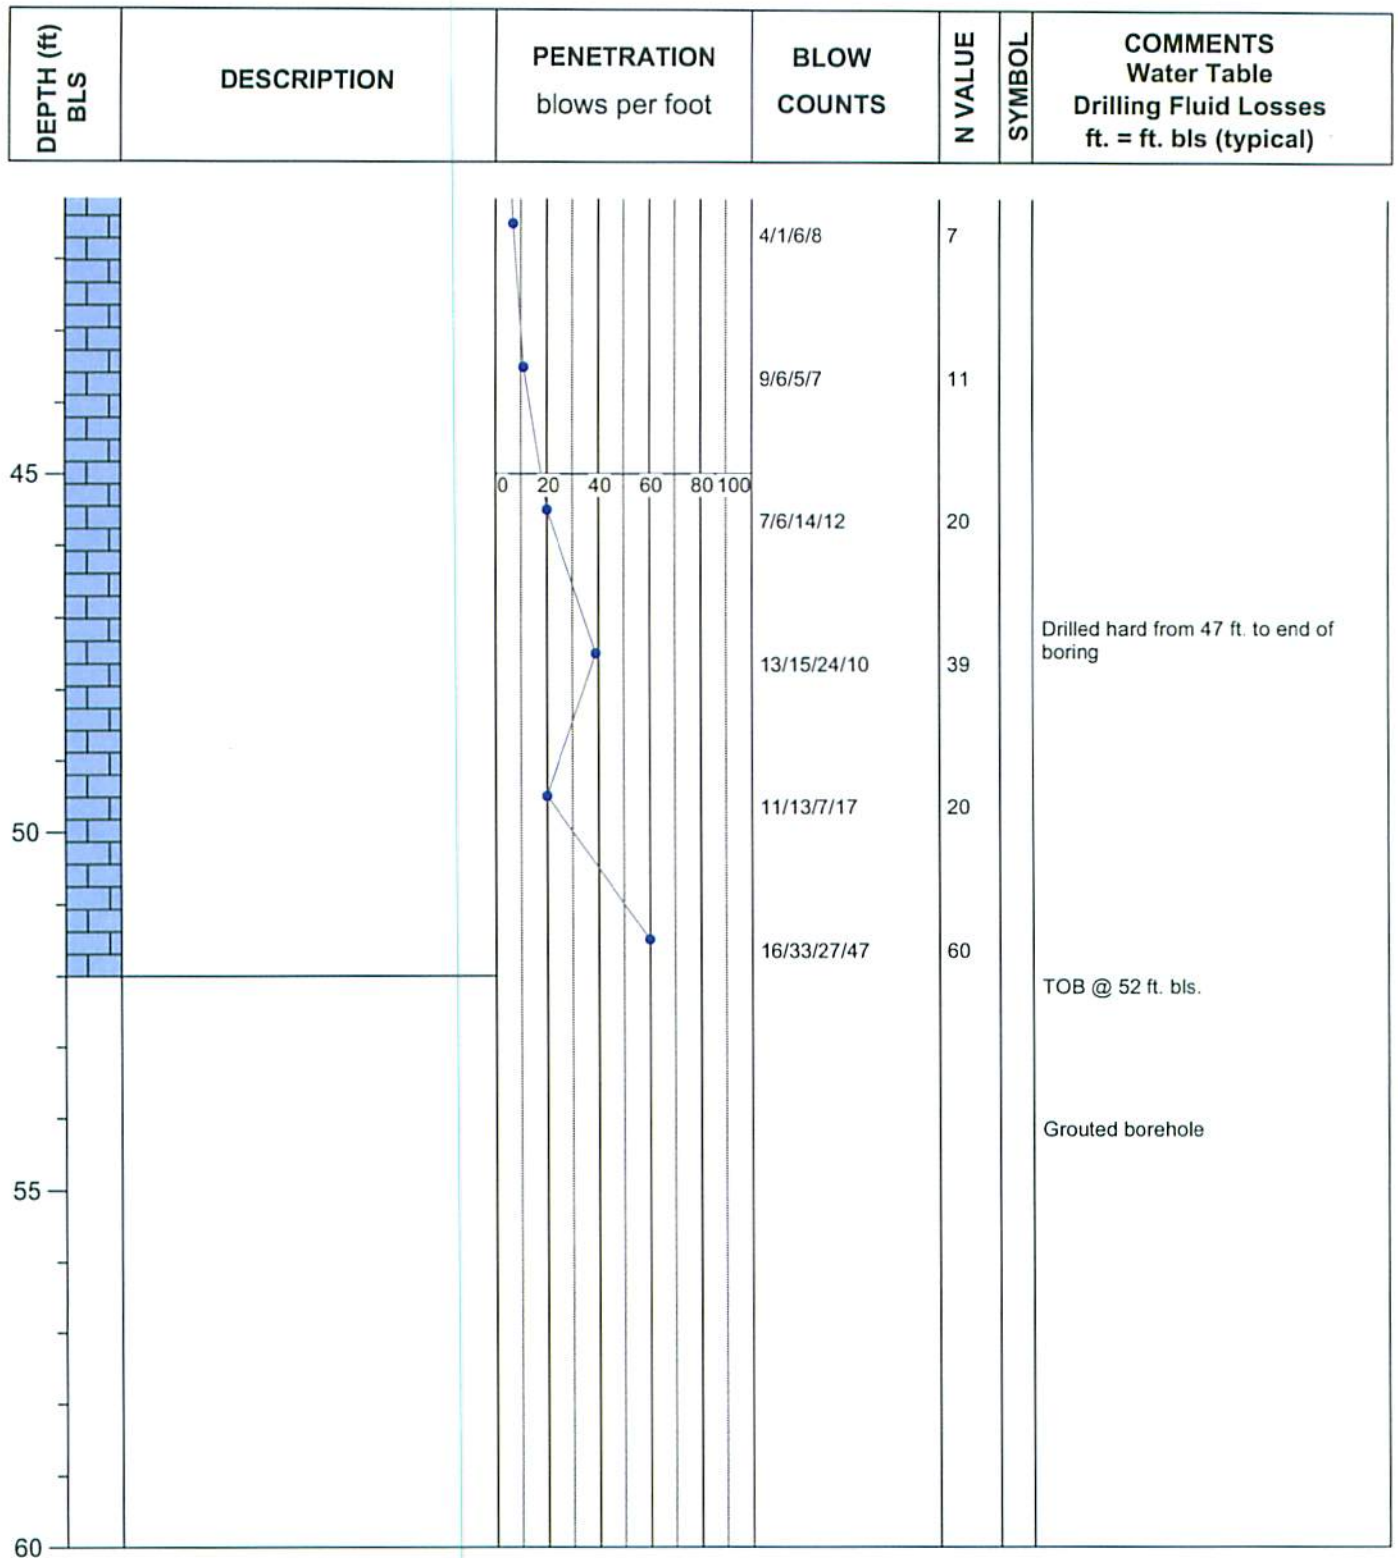 DEPTH (ft)
BLS
DESCRIPTION
PENETRATION
blows per foot
BLOW
COUNTS
N VALUE
SYMBOL
COMMENTS
Water Table
Drilling Fluid Losses
ft. = ft. bls (typical)
4/1/6/8 7
9/6/5/7 11
45
0 20 40 60 80 100
7/6/14/12 20
Drilled hard from 47 ft. to end of
boring
13/15/24/10 39
11/13/7/17 20
50
16/33/27/47 60
TOB @ 52 ft. bls.
Grouted borehole
55
60